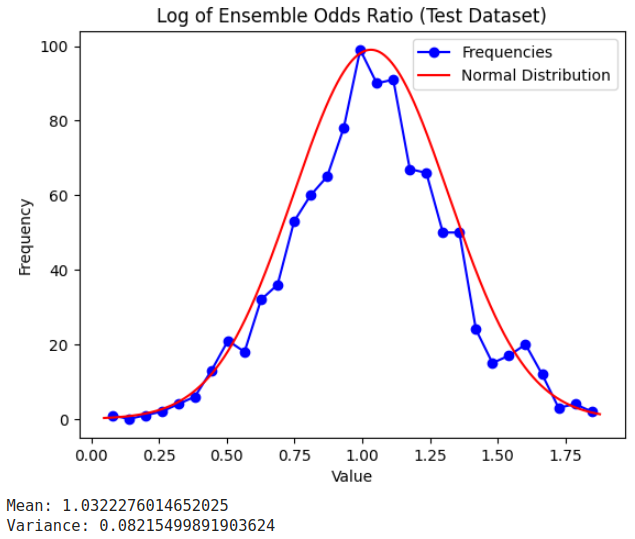 Log of Ensemble Odds Ratio (Test Dataset)
Frequencies
Normal Distribution
100
80
60
40
20
0
Frequency
0.00 0.25 0.50 0.75 1.00 1.25 1.50 1.75
Value
Mean: 1.0322276014652025
Variance: 0.08215499891903624